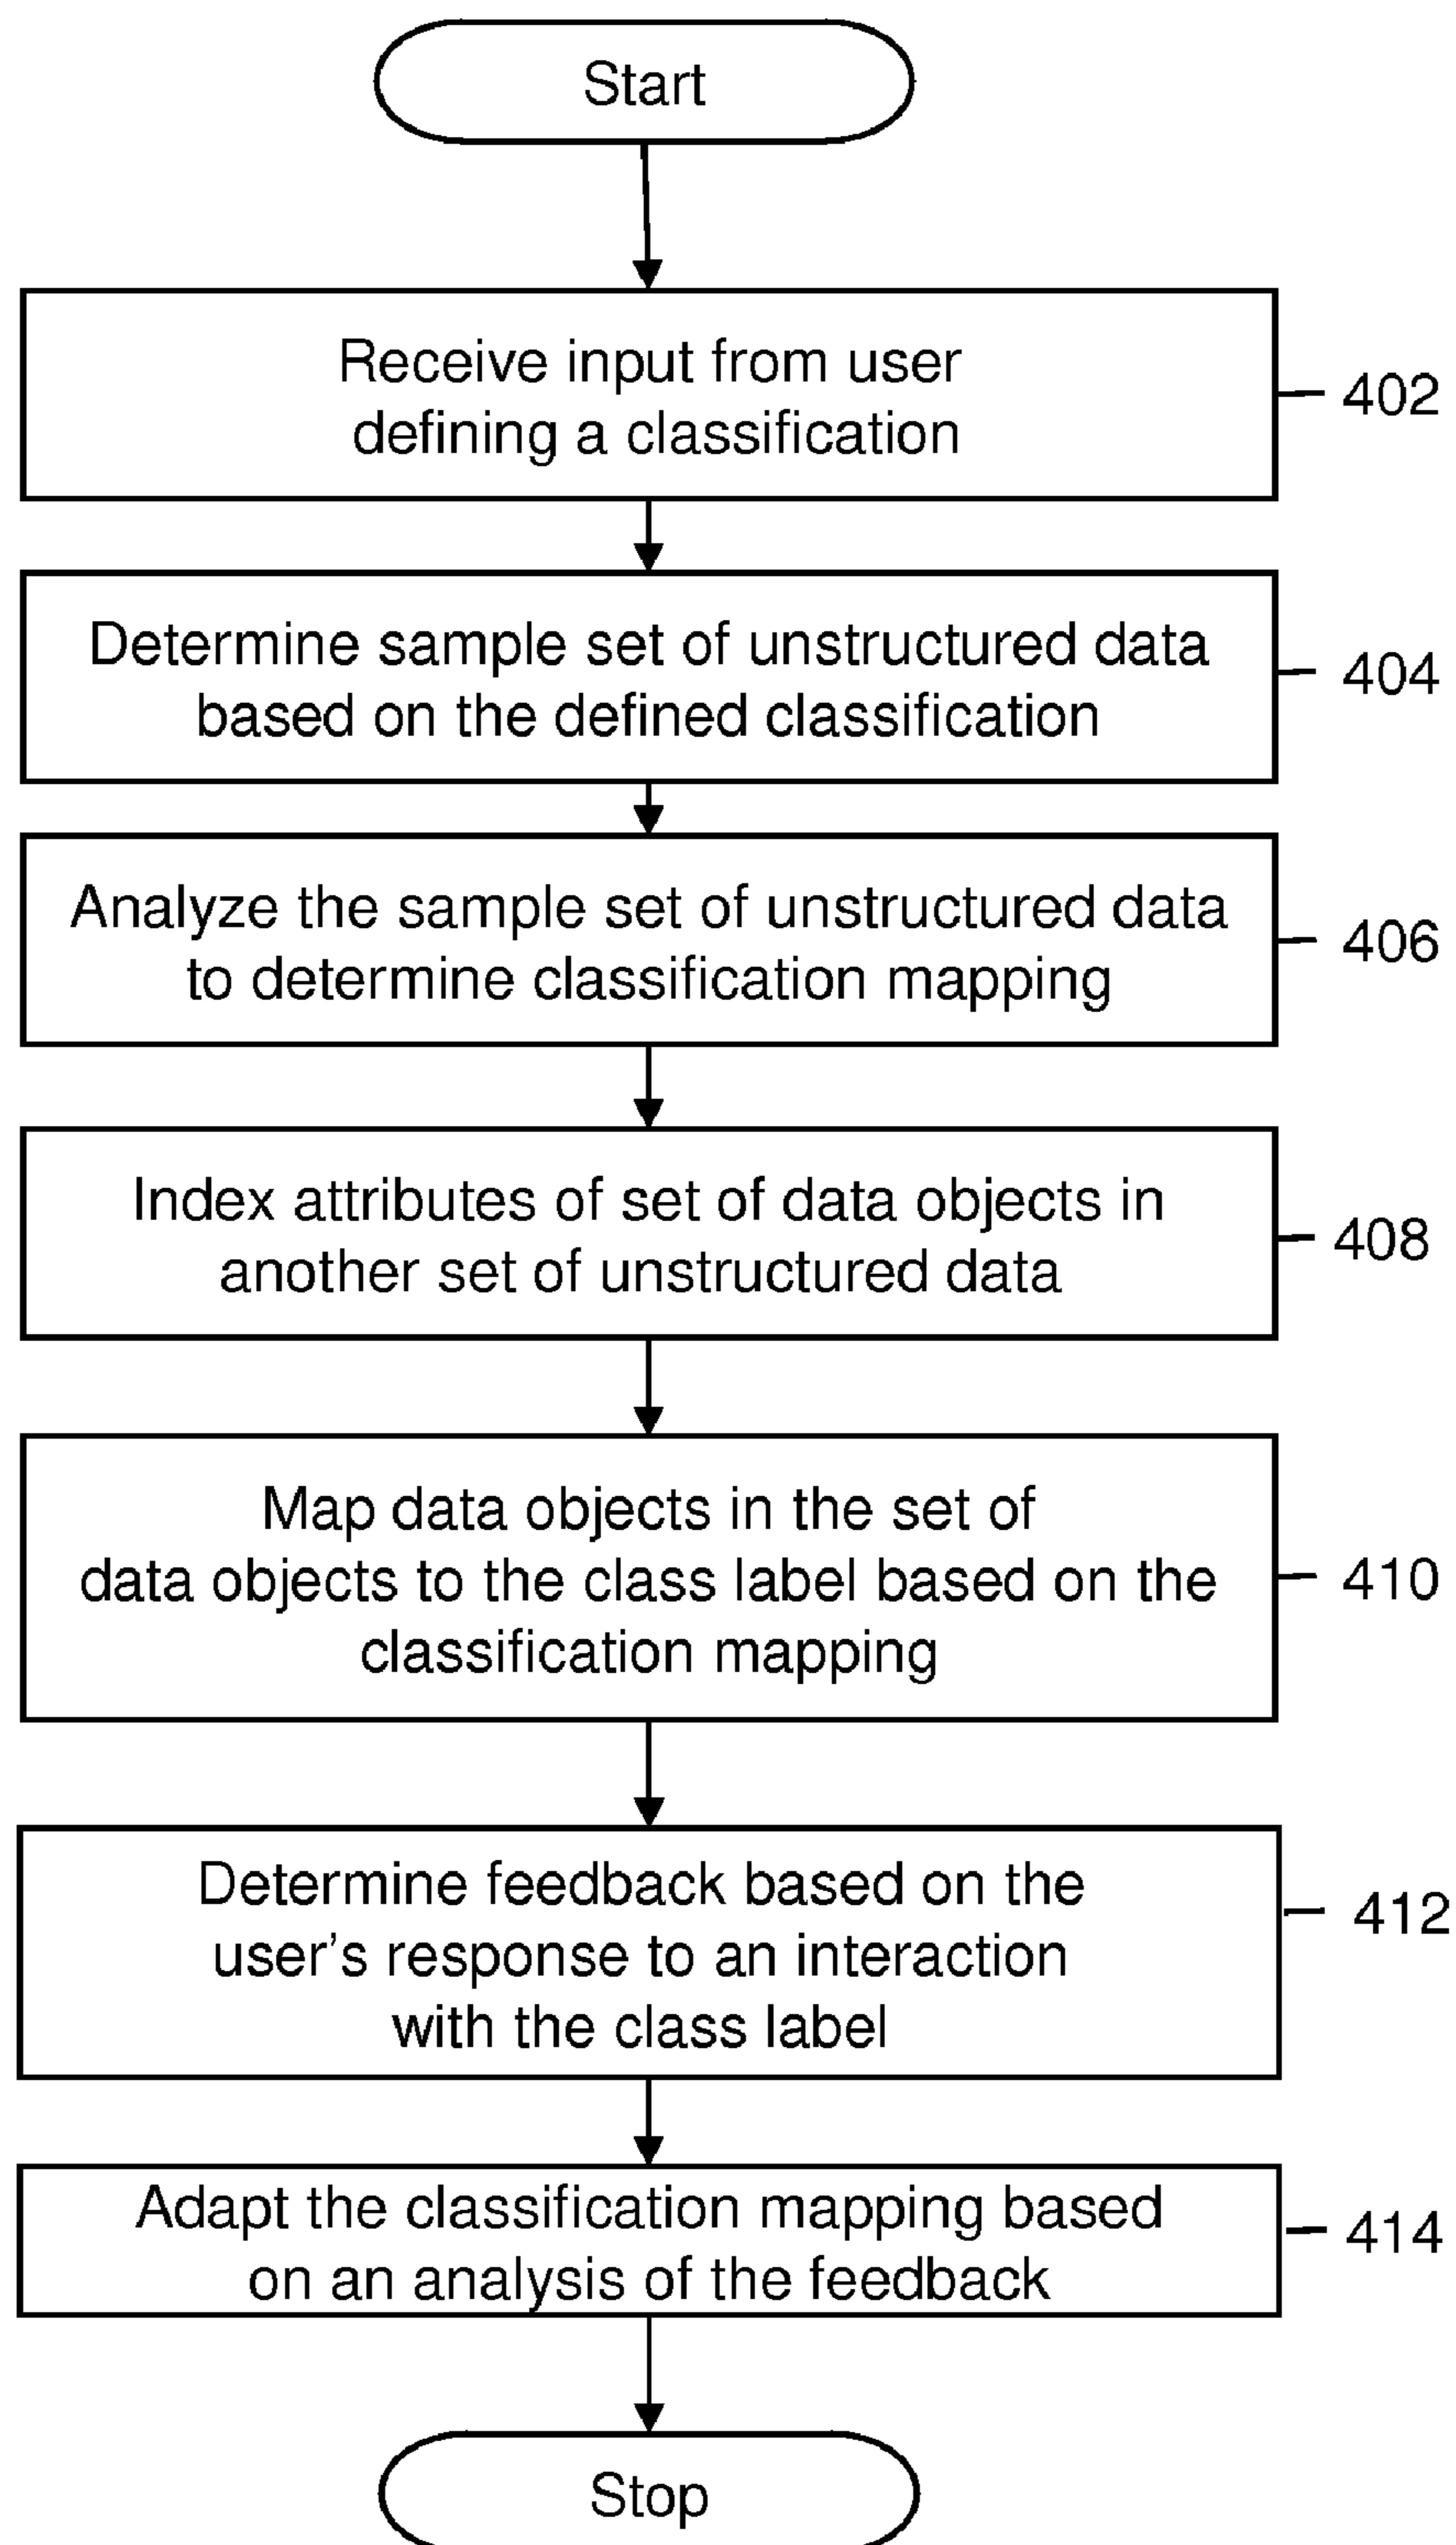 Start
Receive input from user
defining a classification
402
Determine sample set of unstructured data
based on the defined classification
404
Analyze the sample set of unstructured data
to determine classification mapping
406
Index attributes of set of data objects in
another set of unstructured data
408
Map data objects in the set of
data objects to the class label based on the
classification mapping
410
Determine feedback based on the
user's response to an interaction
with the class label
412
Adapt the classification mapping based
on an analysis of the feedback
414
Stop